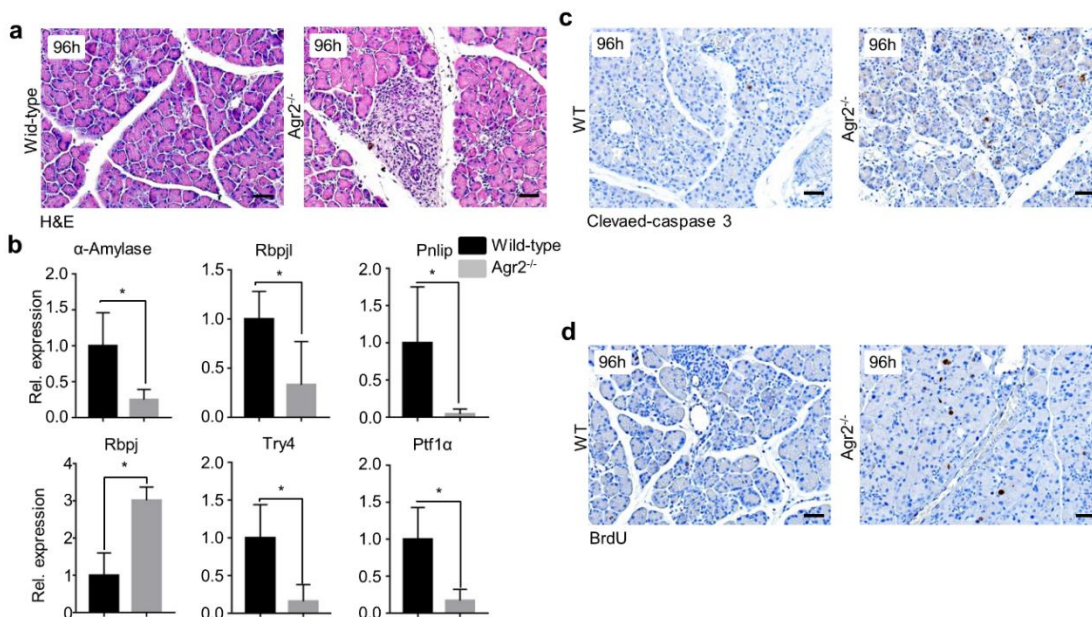 a
96h
Wid-type
H&E
96h
Agr2-/-
b
α-Amylase
2.0
1.5
1.0
0.5
0.0
Rel. expression
*
Rbpjl
1.5
1.0
0.5
0.0
*
Pnlip
2.0
1.5
1.0
0.5
0.0
*
Wild-type
Agr2-/-
Rbpj
4
3
2
1
0
Rel. expression
*
Try4
2.0
1.5
1.0
0.5
0.0
*
Ptf1α
2.0
1.5
1.0
0.5
0.0
*
c
96h
WT
Clevaed-caspase 3
96h
Agr2-/-
d
96h
WT
BrdU
96h
Agr2-/-